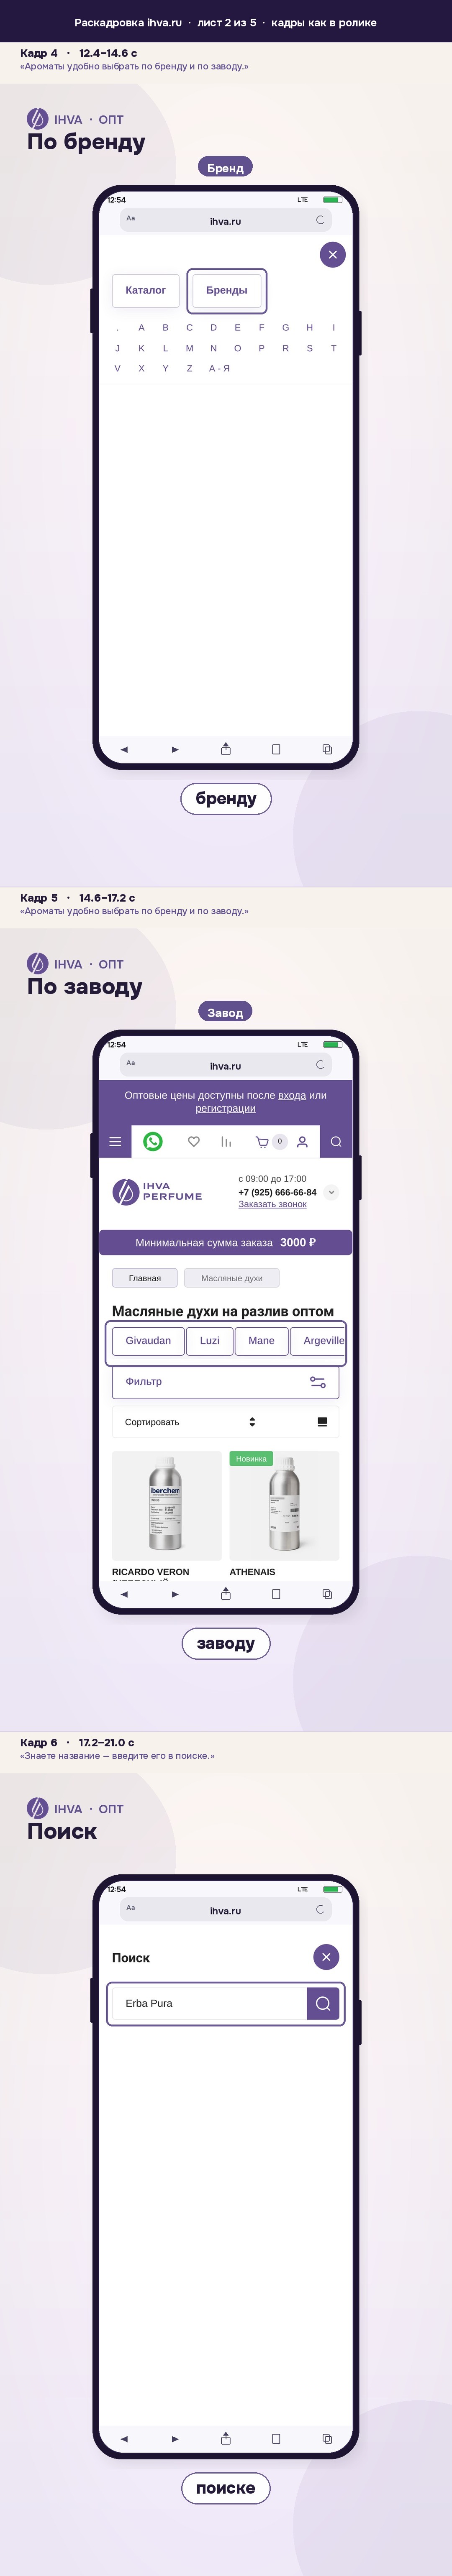 Раскадровка ihva.ru · лист 2 из 5 · кадры как в ролике
Кадр 4 · 12.4–14.6 с
«Ароматы удобно выбрать по бренду и по заводу.»
IHVA · ОПТ
По бренду
Бренд
12:54 LTE
Aa ihva.ru
Каталог Бренды
. A B C D E F G H I
J K L M N O P R S T
V X Y Z А - Я
бренду
Кадр 5 · 14.6–17.2 с
«Ароматы удобно выбрать по бренду и по заводу.»
IHVA · ОПТ
По заводу
Завод
12:54 LTE
Aa ihva.ru
Оптовые цены доступны после входа или
регистрации
0
IHVA
PERFUME
с 09:00 до 17:00
+7 (925) 666-66-84
Заказать звонок
Минимальная сумма заказа 3000 ₽
Главная Масляные духи
Масляные духи на разлив оптом
Givaudan Luzi Mane Argeville
Фильтр
Сортировать
Новинка
iberchem
RICARDO VERON ATHENAIS
заводу
Кадр 6 · 17.2–21.0 с
«Знаете название — введите его в поиске.»
IHVA · ОПТ
Поиск
12:54 LTE
Aa ihva.ru
Поиск
Erba Pura
поиске